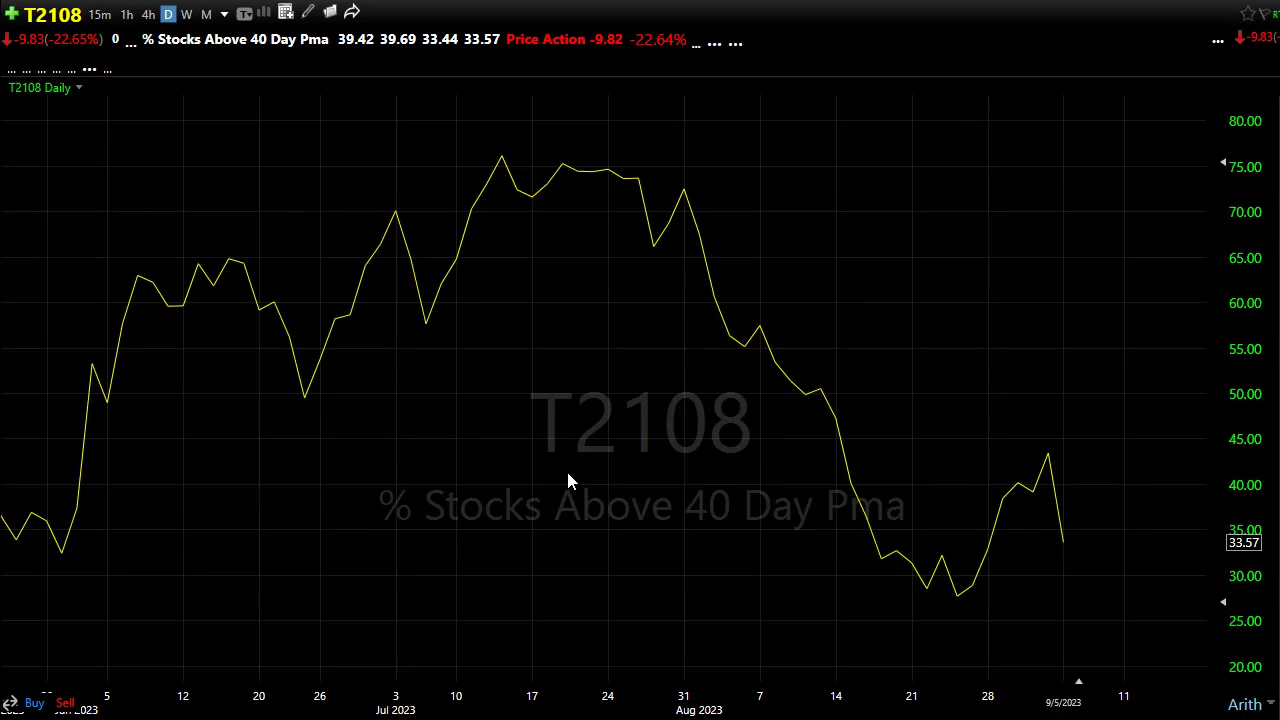 T2108 15m 1h 4h D W M
-9.83(-22.65%) 0 ... % Stocks Above 40 Day Pma 39.42 39.69 33.44 33.57 Price Action -9.82 -22.64% ... ... ... ... -9.83(-
... ... ... ... ... ... ...
T2108 Daily
80.00
75.00
70.00
65.00
60.00
55.00
50.00
45.00
40.00
35.00
33.57
30.00
25.00
20.00
T2108
% Stocks Above 40 Day Pma
5 12 20 26 3 10 17 24 31 7 14 21 28 9/5/2023 11
Buy Sell
2023 Jul 2023 Aug 2023
Arith